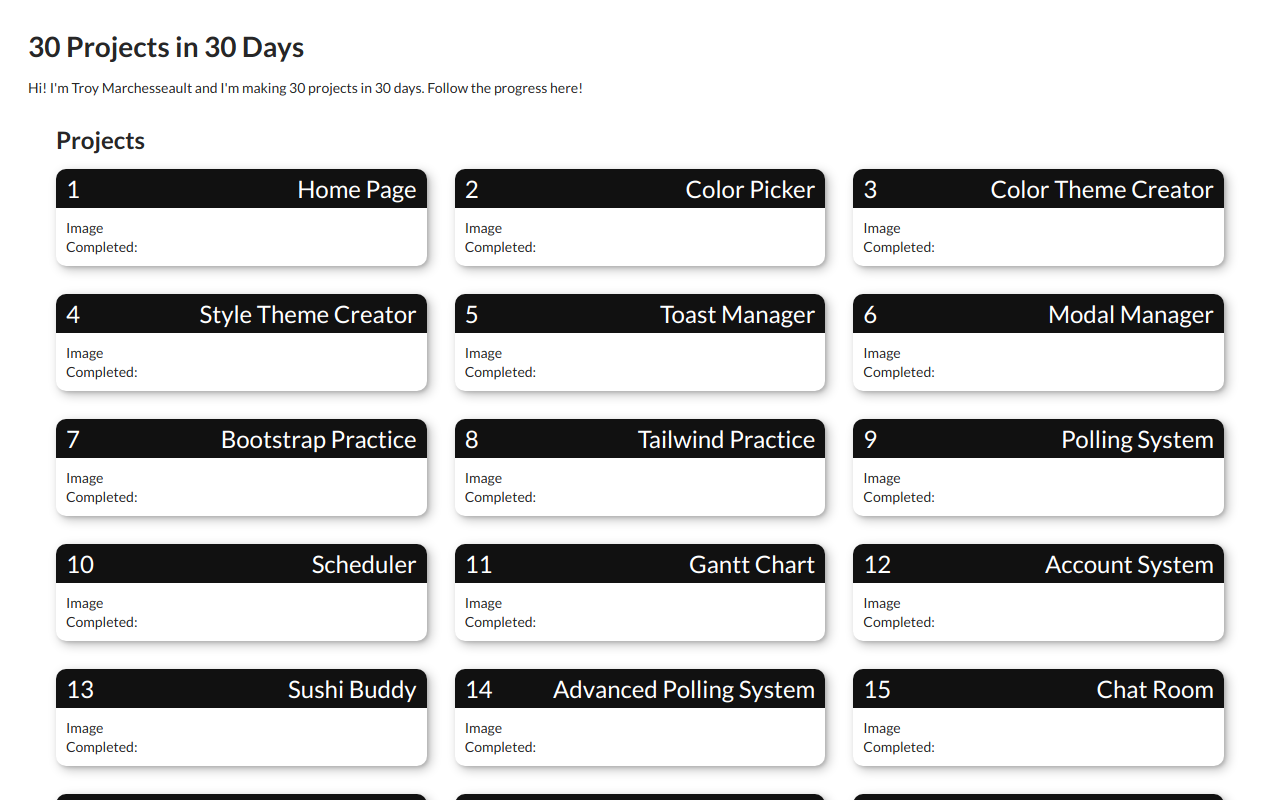 30 Projects in 30 Days
Hi! I'm Troy Marchesseault and I'm making 30 projects in 30 days. Follow the progress here!
Projects
1 Home Page
Image
Completed:
2 Color Picker
Image
Completed:
3 Color Theme Creator
Image
Completed:
4 Style Theme Creator
Image
Completed:
5 Toast Manager
Image
Completed:
6 Modal Manager
Image
Completed:
7 Bootstrap Practice
Image
Completed:
8 Tailwind Practice
Image
Completed:
9 Polling System
Image
Completed:
10 Scheduler
Image
Completed:
11 Gantt Chart
Image
Completed:
12 Account System
Image
Completed:
13 Sushi Buddy
Image
Completed:
14 Advanced Polling System
Image
Completed:
15 Chat Room
Image
Completed: